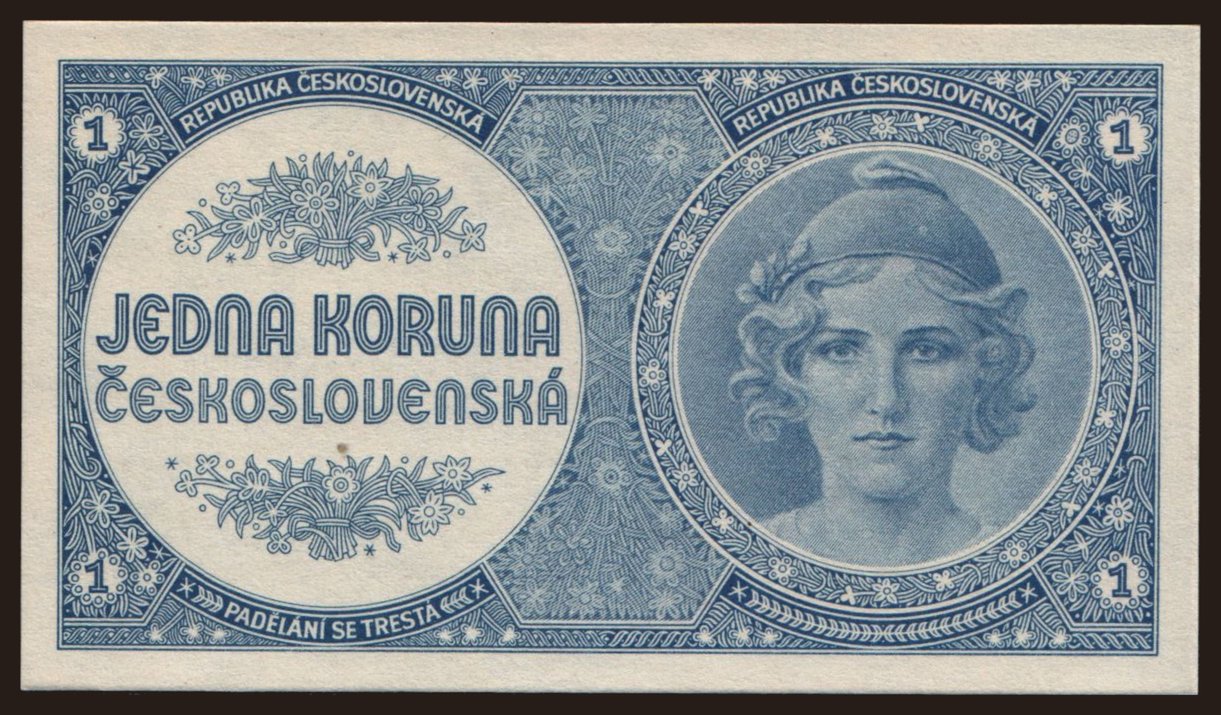 REPUBLIKA ČESKOSLOVENSKÁ
REPUBLIKA ČESKOSLOVENSKÁ
1
1
JEDNA KORUNA
ČESKOSLOVENSKÁ
1
1
PADĚLÁNÍ SE TRESTÁ